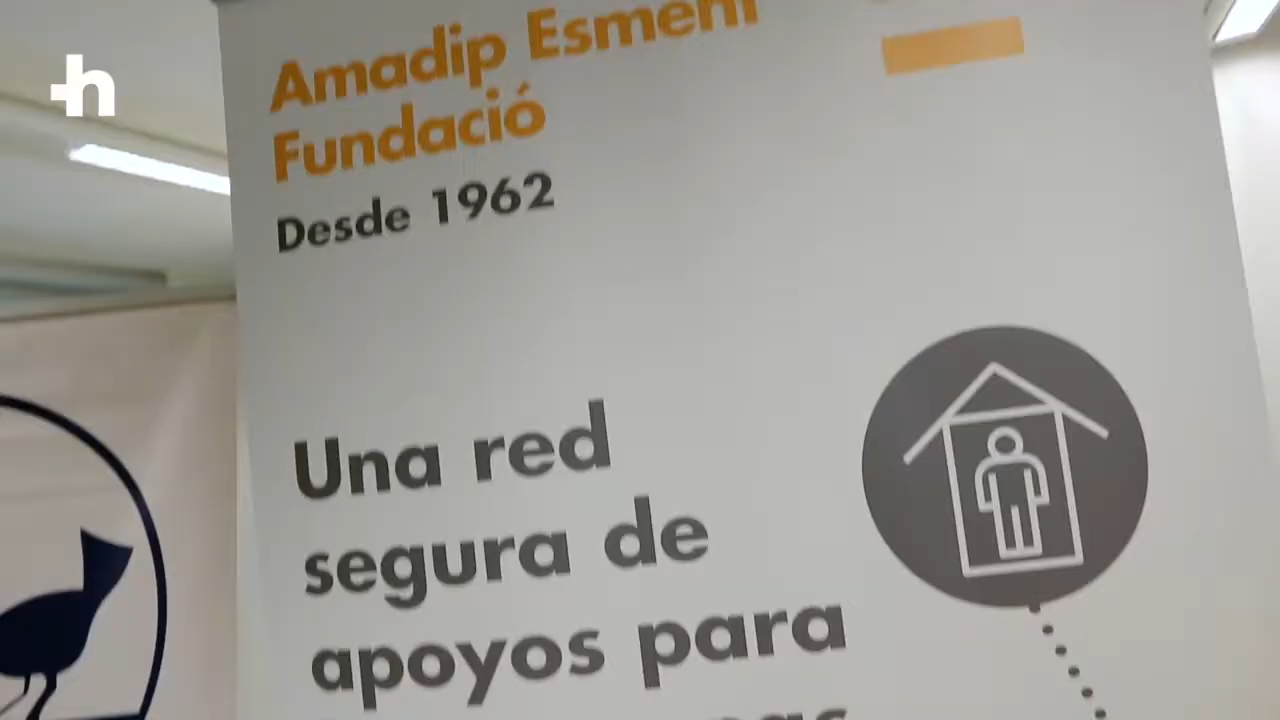 h
Amadip Esment
Fundació
Desde 1962
Una red
segura de
apoyos para